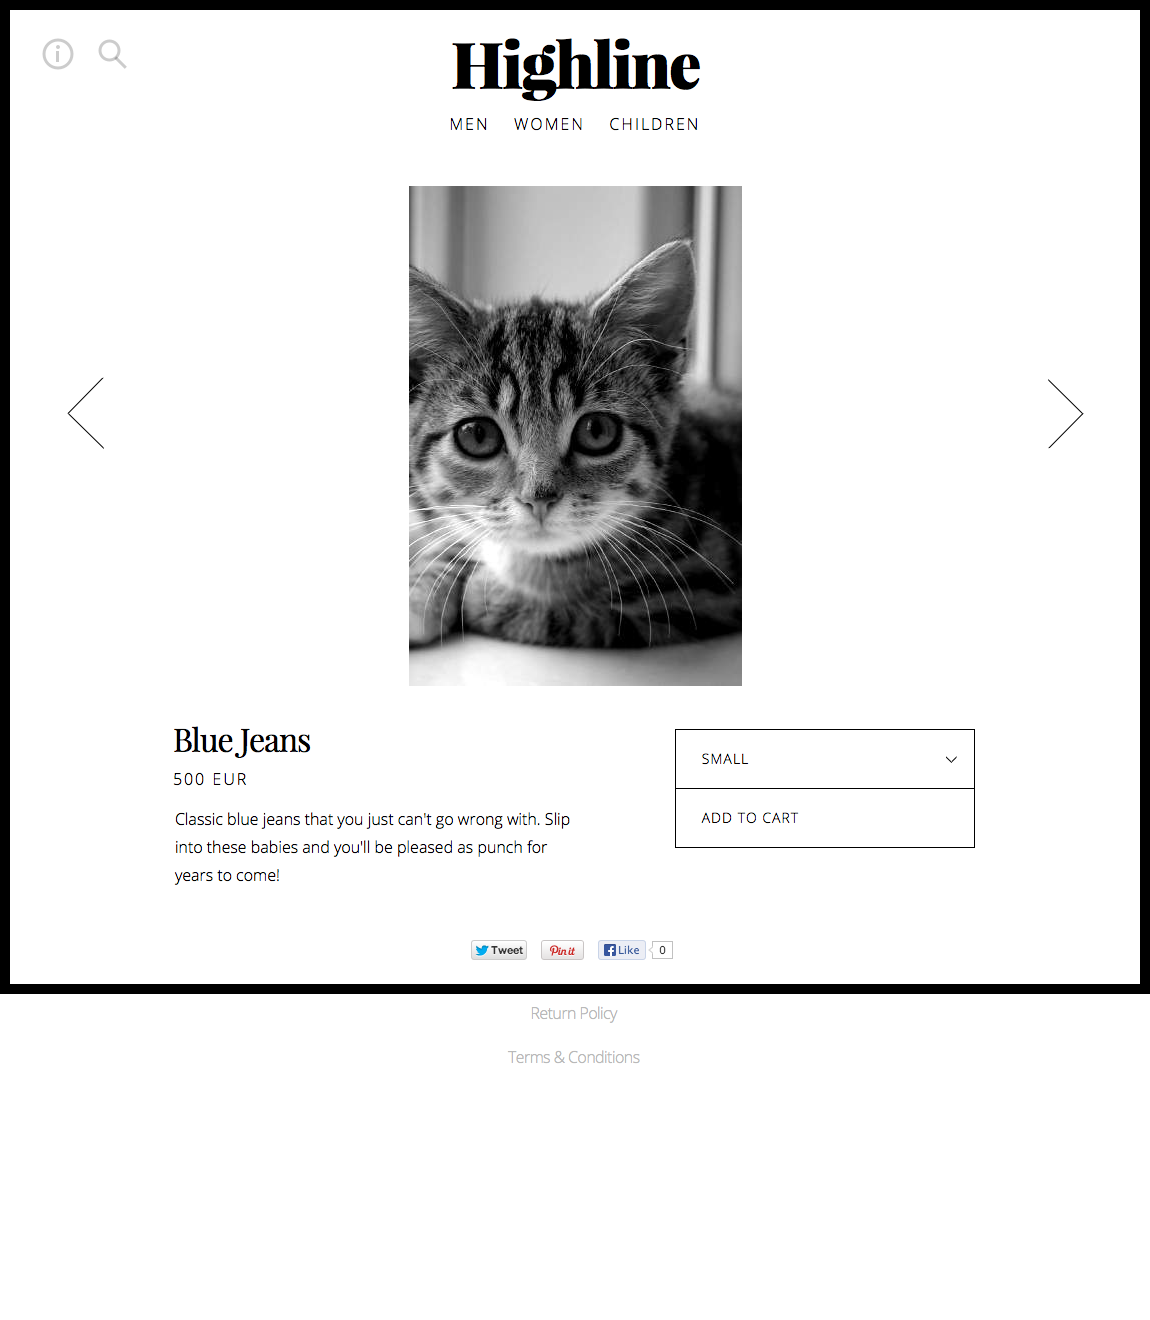 Highline
MEN WOMEN CHILDREN
Blue Jeans
500 EUR
Classic blue jeans that you just can't go wrong with. Slip
into these babies and you'll be pleased as punch for
years to come!
SMALL
ADD TO CART
Tweet Pin it Like 0
Return Policy
Terms & Conditions